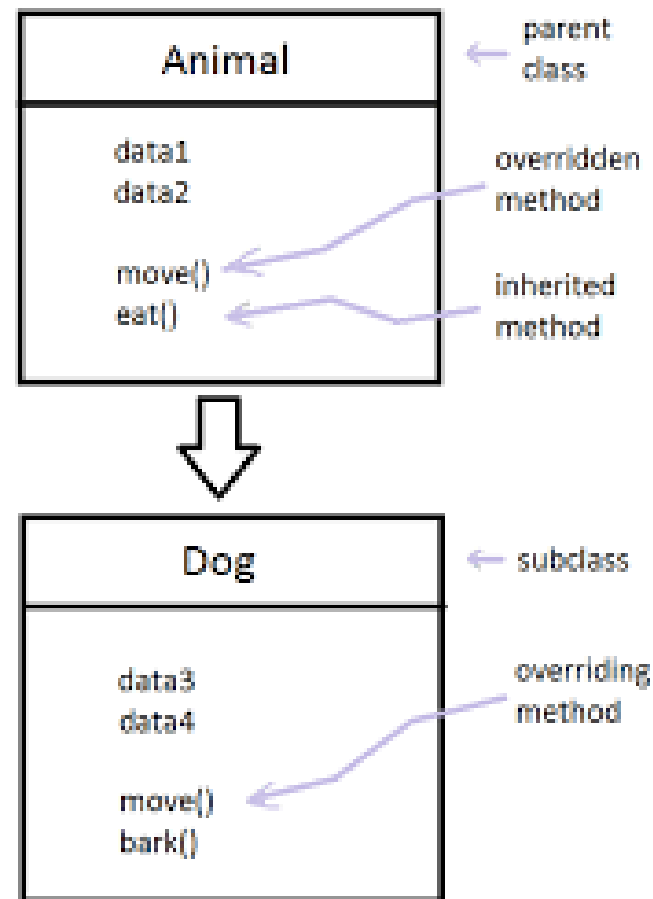 Animal
parent
class
data1
data2
overridden
method
move()
eat()
inherited
method
Dog
subclass
data3
data4
overriding
method
move()
bark()